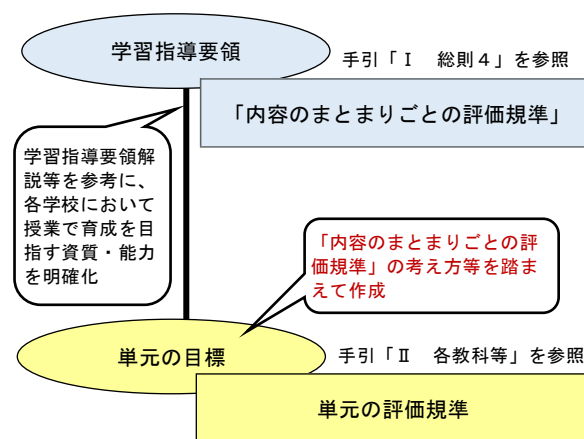 学習指導要領
手引「Ⅰ　総則４」を参照
「内容のまとまりごとの評価規準」
学習指導要領解
説等を参考に、
各学校において
授業で育成を目
指す資質・能力
を明確化
「内容のまとまりごとの評
価規準」の考え方等を踏ま
えて作成
単元の目標
手引「Ⅱ　各教科等」を参照
単元の評価規準